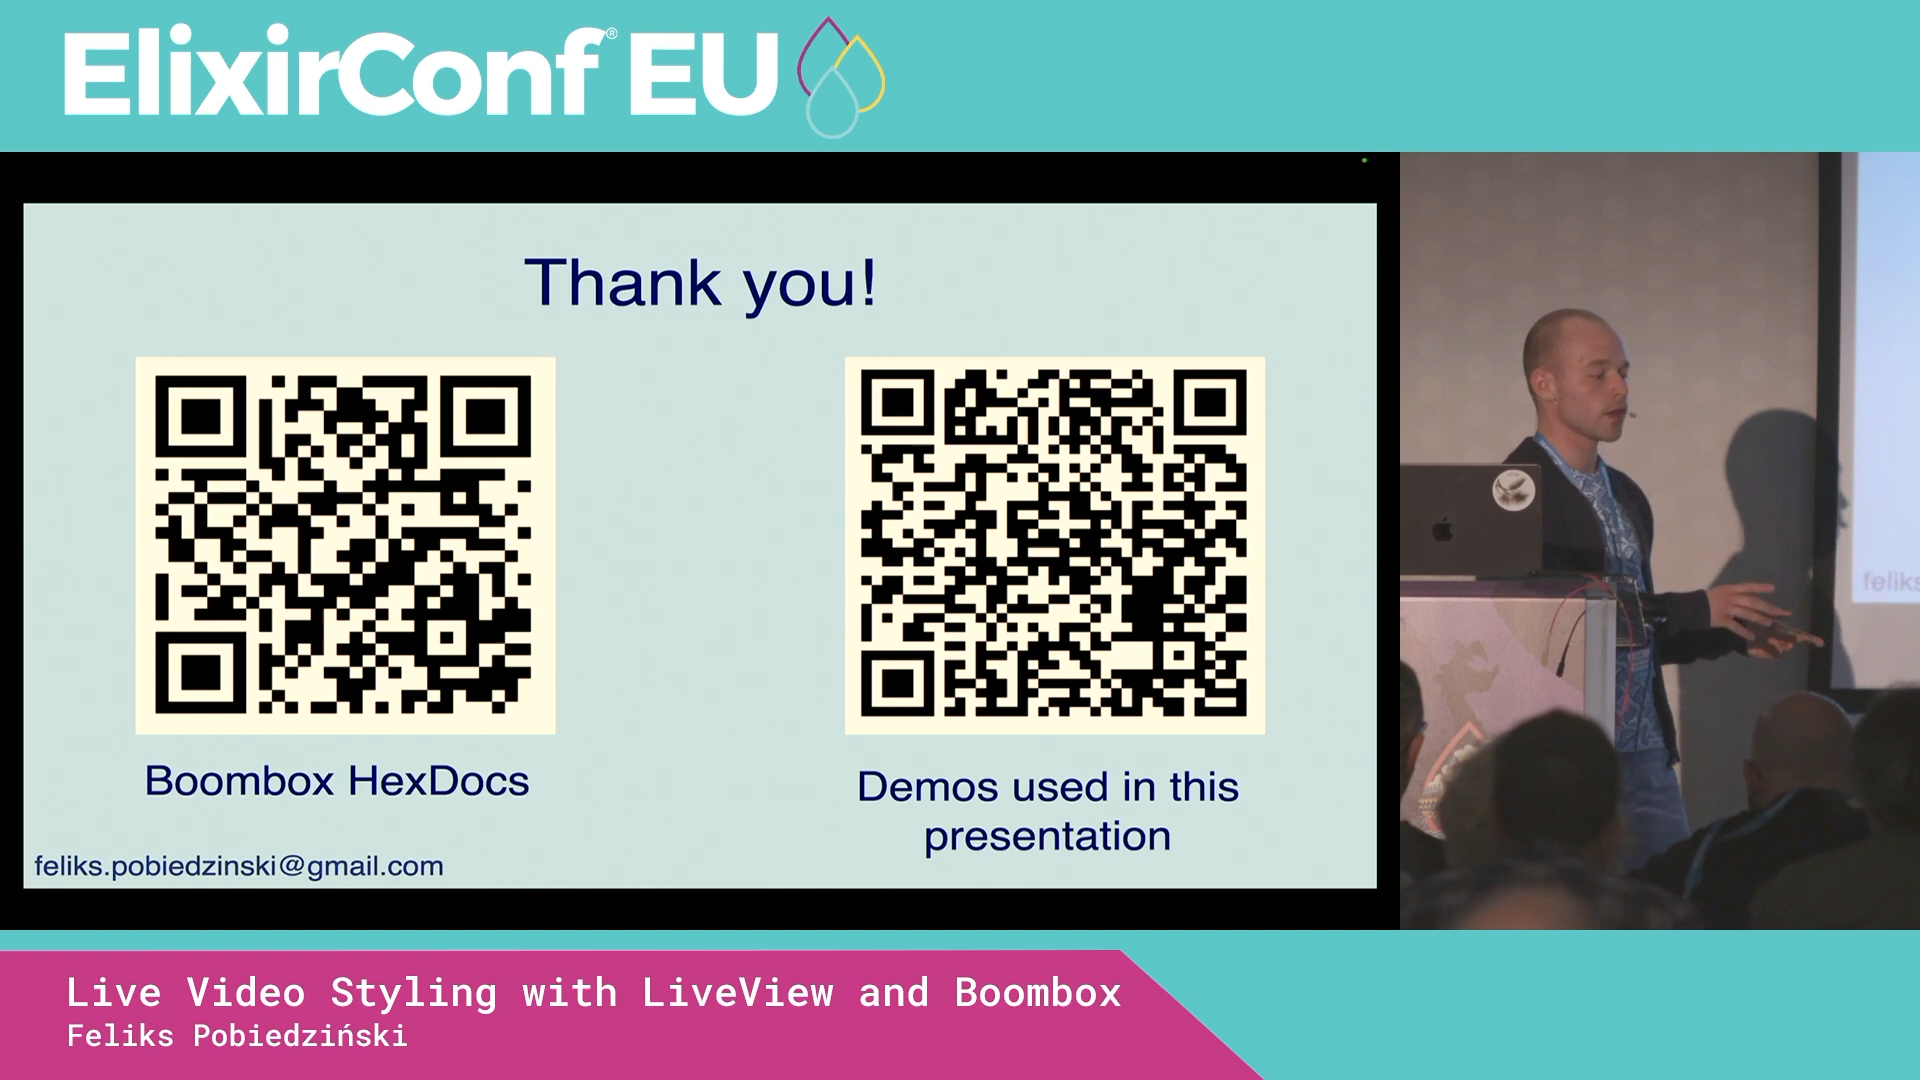 ElixirConf® EU
Thank you!
Boombox HexDocs
Demos used in this
presentation
feliks.pobiedzinski@gmail.com
feliks
Live Video Styling with LiveView and Boombox
Feliks Pobiedziński